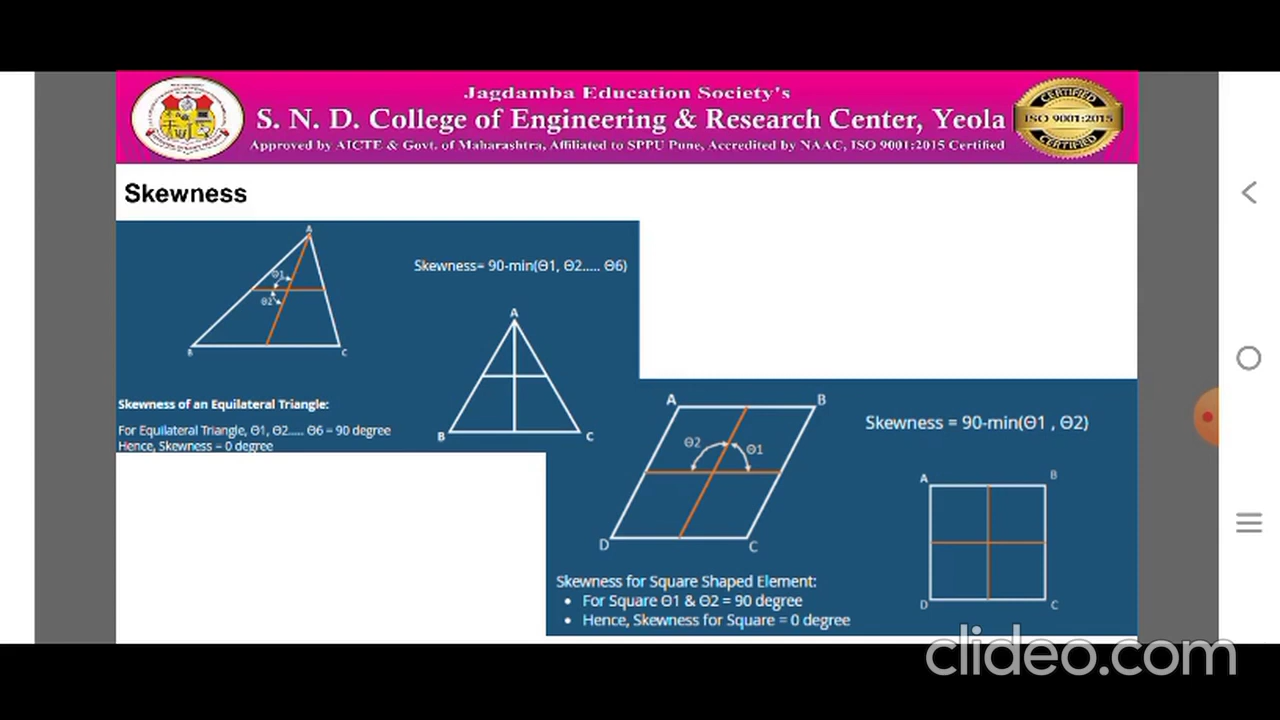 Jagdamba Education Society's
S. N. D. College of Engineering & Research Center, Yeola
Approved by AICTE & Govt. of Maharashtra, Affiliated to SPPU Pune, Accredited by NAAC, ISO 9001:2015 Certified
CERTIFIED
ISO 9001:2015
CERTIFIED
Skewness
A
Θ1
Θ2
B
C
Skewness= 90-min(Θ1, Θ2..... Θ6)
A
B
C
Skewness of an Equilateral Triangle:
For Equilateral Triangle, Θ1, Θ2..... Θ6 = 90 degree
Hence, Skewness = 0 degree
A
B
Θ2
Θ1
D
C
Skewness = 90-min(Θ1 , Θ2)
A
B
D
C
Skewness for Square Shaped Element:
• For Square Θ1 & Θ2 = 90 degree
• Hence, Skewness for Square = 0 degree
clideo.com